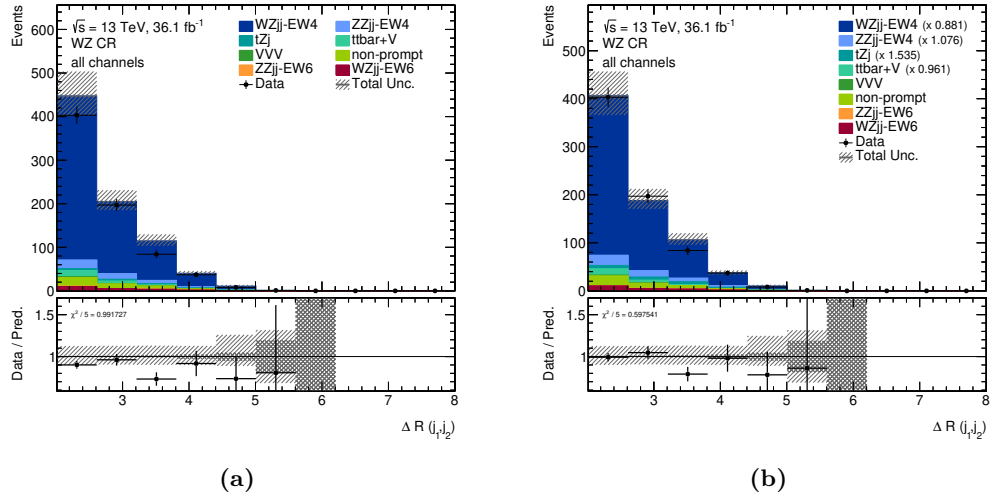 Events
600
500
400
300
200
100
0
√s = 13 TeV, 36.1 fb⁻¹
WZ CR
all channels
WZjj-EW4
ZZjj-EW4
tZj
ttbar+V
VVV
non-prompt
ZZjj-EW6
WZjj-EW6
Data
Total Unc.
Data / Pred.
1.5
1
χ² / 5 = 0.991727
2 3 4 5 6 7 8
Δ R (j₁,j₂)
(a)
Events
500
400
300
200
100
0
√s = 13 TeV, 36.1 fb⁻¹
WZ CR
all channels
WZjj-EW4 (x 0.881)
ZZjj-EW4 (x 1.076)
tZj (x 1.535)
ttbar+V (x 0.961)
VVV
non-prompt
ZZjj-EW6
WZjj-EW6
Data
Total Unc.
Data / Pred.
1.5
1
χ² / 5 = 0.597541
3 4 5 6 7 8
Δ R (j₁,j₂)
(b)